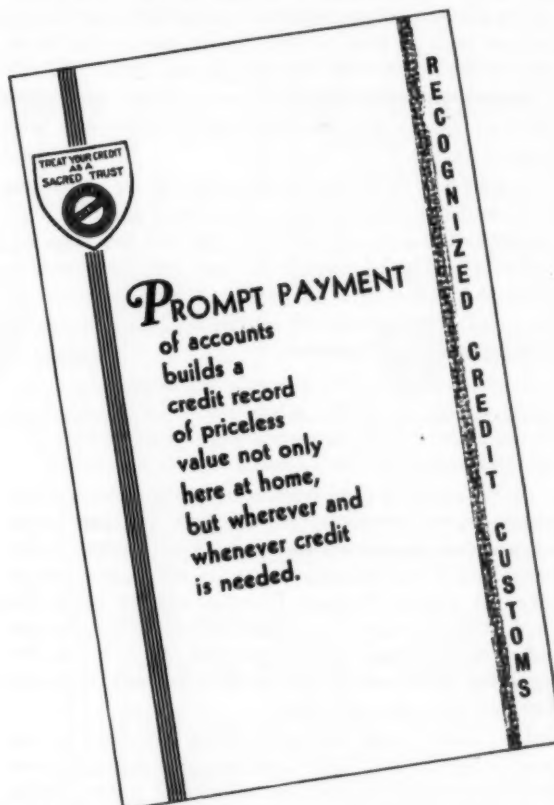 TREAT YOUR CREDIT
AS A
SACRED TRUST
PROMPT PAYMENT
of accounts
builds a
credit record
of priceless
value not only
here at home,
but wherever and
whenever credit
is needed.
RECOGNIZED CREDIT CUSTOMS